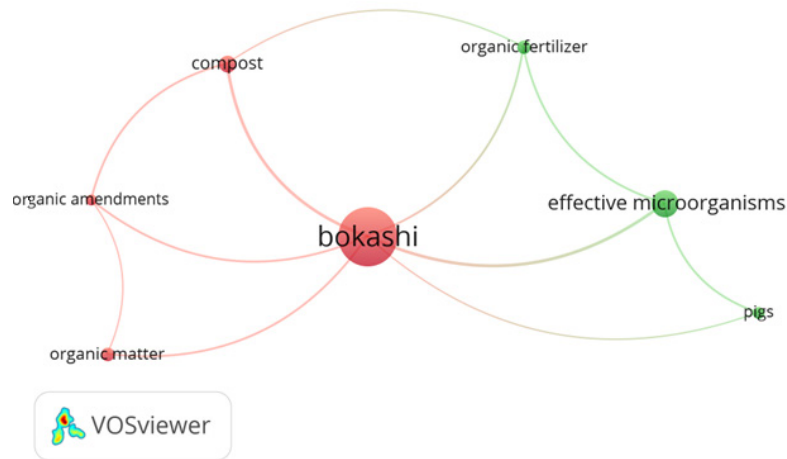 organic fertilizer
compost
organic amendments
effective microorganisms
bokashi
pigs
organic matter
VOSviewer